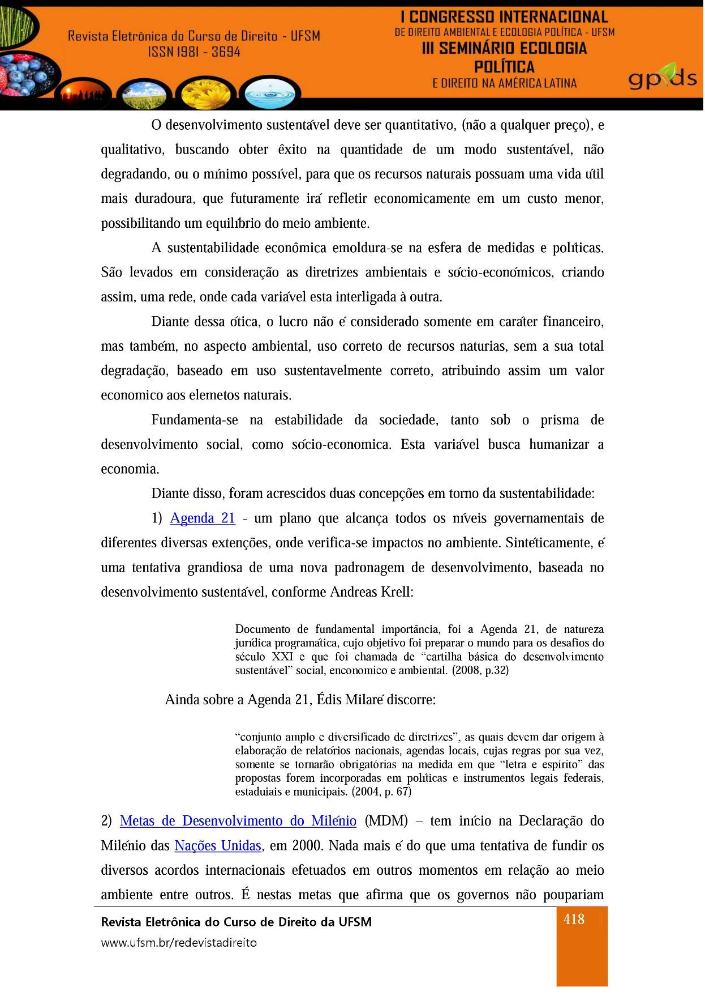 Revista Eletrônica do Curso de Direito - UFSM
ISSN 1981 - 3694
I CONGRESSO INTERNACIONAL
DE DIREITO AMBIENTAL E ECOLOGIA POLÍTICA - UFSM
III SEMINÁRIO ECOLOGIA
POLÍTICA
E DIREITO NA AMÉRICA LATINA
gpds
O desenvolvimento sustentável deve ser quantitativo, (não a qualquer preço), e
qualitativo, buscando obter êxito na quantidade de um modo sustentável, não
degradando, ou o mínimo possível, para que os recursos naturais possuam uma vida útil
mais duradoura, que futuramente irá refletir economicamente em um custo menor,
possibilitando um equilíbrio do meio ambiente.
A sustentabilidade econômica emoldura-se na esfera de medidas e políticas.
São levados em consideração as diretrizes ambientais e sócio-económicos, criando
assim, uma rede, onde cada variável esta interligada à outra.
Diante dessa ótica, o lucro não é considerado somente em caráter financeiro,
mas também, no aspecto ambiental, uso correto de recursos naturias, sem a sua total
degradação, baseado em uso sustentavelmente correto, atribuindo assim um valor
economico aos elemetos naturais.
Fundamenta-se na estabilidade da sociedade, tanto sob o prisma de
desenvolvimento social, como sócio-economica. Esta variável busca humanizar a
economia.
Diante disso, foram acrescidos duas concepções em torno da sustentabilidade:
1) Agenda 21 - um plano que alcança todos os níveis governamentais de
diferentes diversas extenções, onde verifica-se impactos no ambiente. Sintéticamente, é
uma tentativa grandiosa de uma nova padronagem de desenvolvimento, baseada no
desenvolvimento sustentável, conforme Andreas Krell:
Documento de fundamental importância, foi a Agenda 21, de natureza
jurídica programática, cujo objetivo foi preparar o mundo para os desafios do
século XXI e que foi chamada de “cartilha básica do desenvolvimento
sustentável” social, enconomico e ambiental. (2008, p.32)
Ainda sobre a Agenda 21, Édis Milaré discorre:
“conjunto amplo e diversificado de diretrizes”, as quais devem dar origem à
elaboração de relatórios nacionais, agendas locais, cujas regras por sua vez,
somente se tornarão obrigatórias na medida em que “letra e espírito” das
propostas forem incorporadas em políticas e instrumentos legais federais,
estaduiais e municipais. (2004, p. 67)
2) Metas de Desenvolvimento do Milénio (MDM) – tem início na Declaração do
Milénio das Nações Unidas, em 2000. Nada mais é do que uma tentativa de fundir os
diversos acordos internacionais efetuados em outros momentos em relação ao meio
ambiente entre outros. É nestas metas que afirma que os governos não poupariam
Revista Eletrônica do Curso de Direito da UFSM
www.ufsm.br/redevistadireito
418